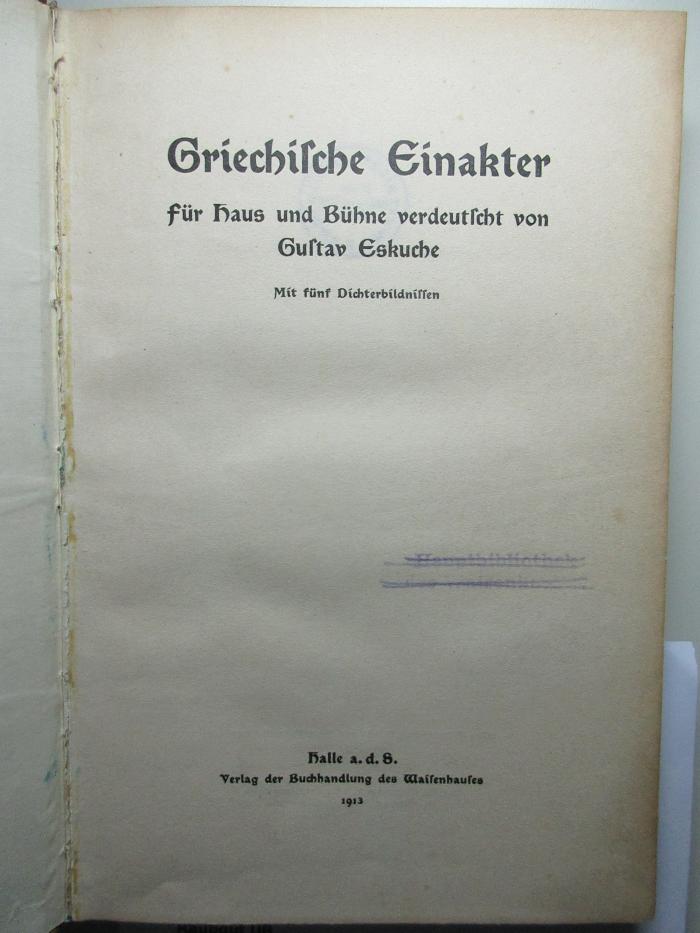 Griechiſche Einakter
für Haus und Bühne verdeutſcht von
Guſtav Eskuche
Mit fünf Dichterbildniſſen
Hauptbibliothek
Halle a. d. S.
Verlag der Buchhandlung des Waiſenhauſes
1913